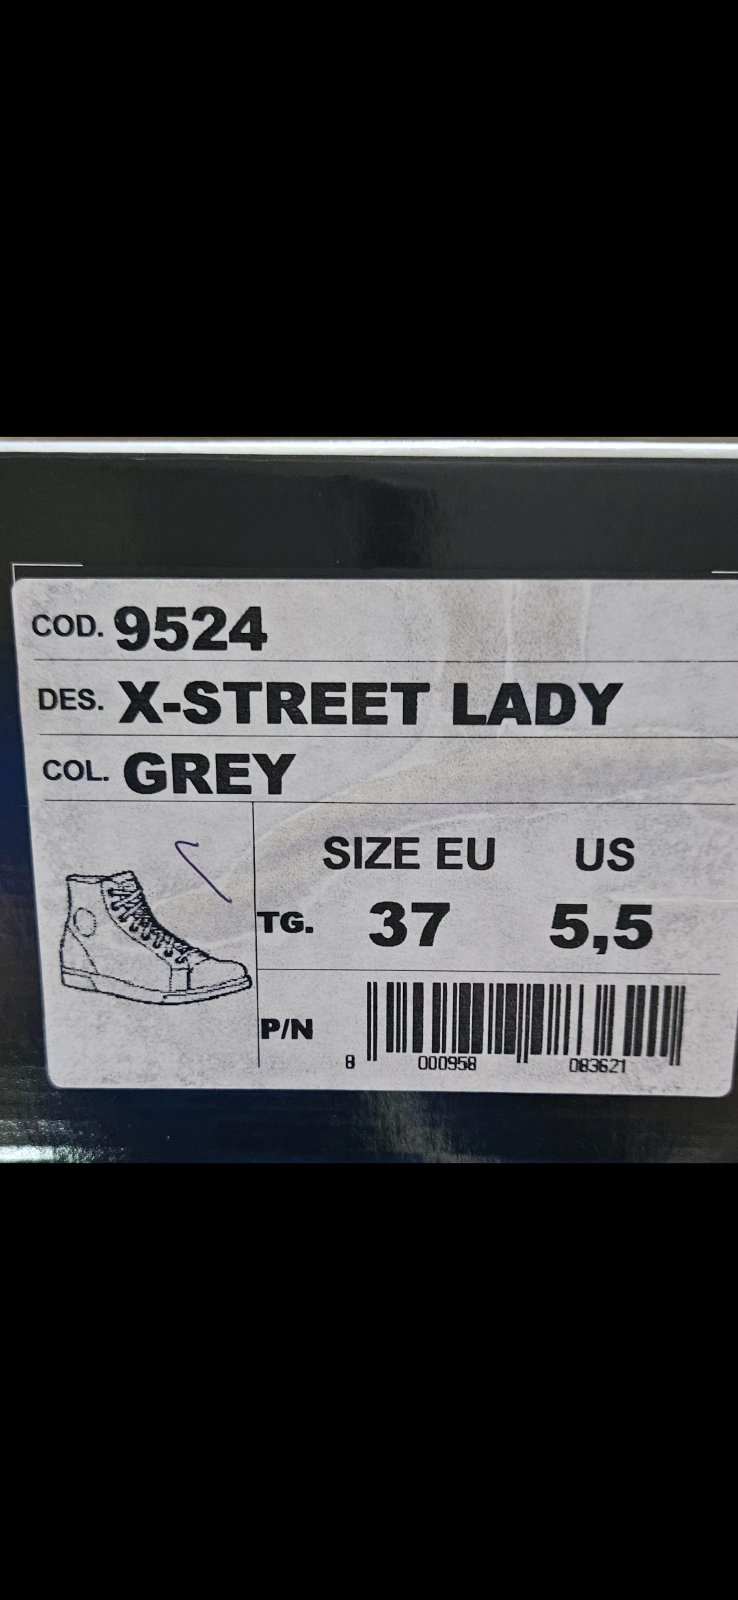 COD. 9524
DES. X-STREET LADY
COL. GREY
SIZE EU US
TG. 37 5,5
P/N
8 000958 083621